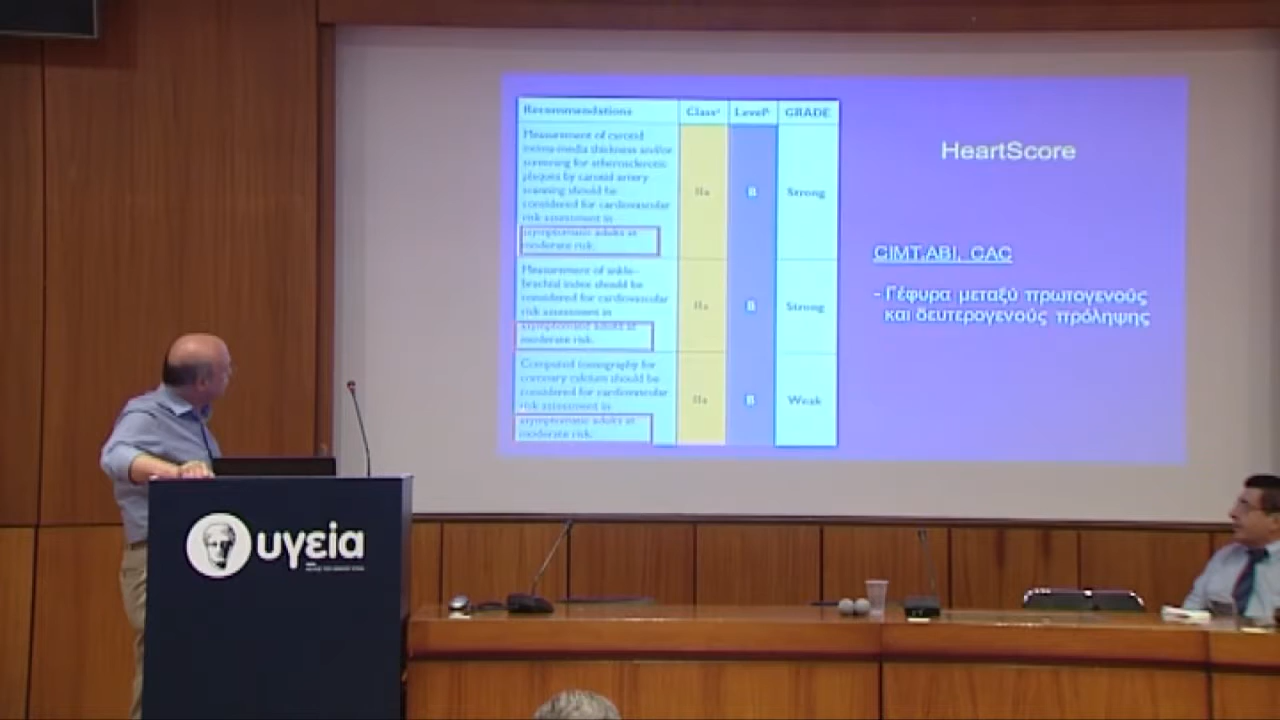 Recommendations Classᵃ Levelᵇ GRADE
Measurement of carotid
intima-media thickness and/or
screening for atherosclerotic
plaques by carotid artery
scanning should be
considered for cardiovascular
risk assessment in
asymptomatic adults at
moderate risk.
IIa B Strong
Measurement of ankle–
brachial index should be
considered for cardiovascular
risk assessment in
asymptomatic adults at
moderate risk.
IIa B Strong
Computed tomography for
coronary calcium should be
considered for cardiovascular
risk assessment in
asymptomatic adults at
moderate risk.
IIa B Weak
HeartScore
CIMT,ABI, CAC
- Γέφυρα μεταξύ πρωτογενούς
και δευτερογενούς πρόληψης
υγεία